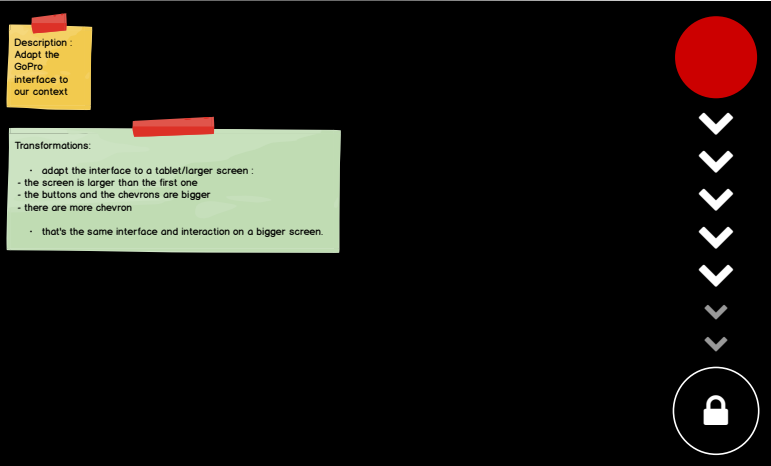 Description :
Adapt the
GoPro
interface to
our context
Transformations:
• adapt the interface to a tablet/larger screen :
- the screen is larger than the first one
- the buttons and the chevrons are bigger
- there are more chevron
• that's the same interface and interaction on a bigger screen.